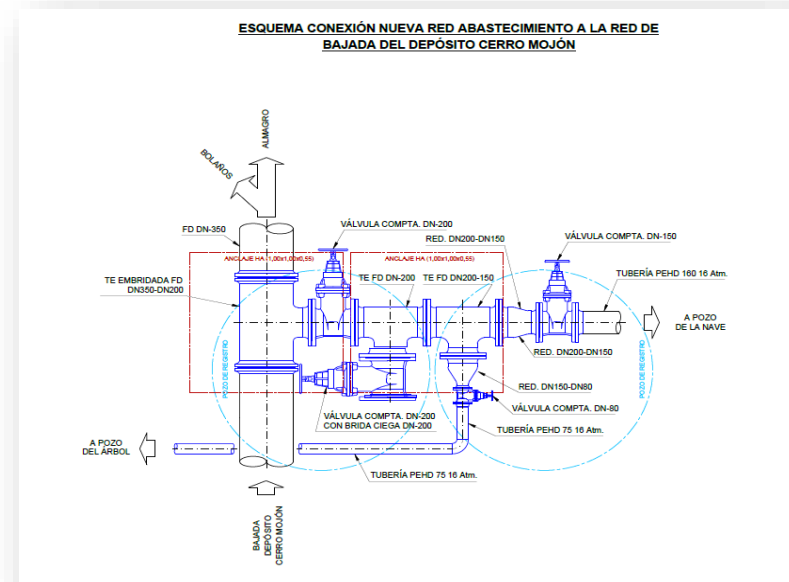 ESQUEMA CONEXIÓN NUEVA RED ABASTECIMIENTO A LA RED DE
BAJADA DEL DEPÓSITO CERRO MOJÓN
ALMAGRO
BOLAÑOS
FD DN-350
VÁLVULA COMPTA. DN-200
RED. DN200-DN150
VÁLVULA COMPTA. DN-150
ANCLAJE HA (1,00x1,00x0,55)
ANCLAJE HA (1,00x1,00x0,55)
TE EMBRIDADA FD
DN350-DN200
TE FD DN-200
TE FD DN200-150
TUBERÍA PEHD 160 16 Atm.
A POZO
DE LA NAVE
RED. DN200-DN150
POZO DE REGISTRO
POZO DE REGISTRO
RED. DN150-DN80
VÁLVULA COMPTA. DN-80
VÁLVULA COMPTA. DN-200
CON BRIDA CIEGA DN-200
TUBERÍA PEHD 75 16 Atm.
A POZO
DEL ÁRBOL
TUBERÍA PEHD 75 16 Atm.
BAJADA
DEPÓSITO
CERRO MOJÓN